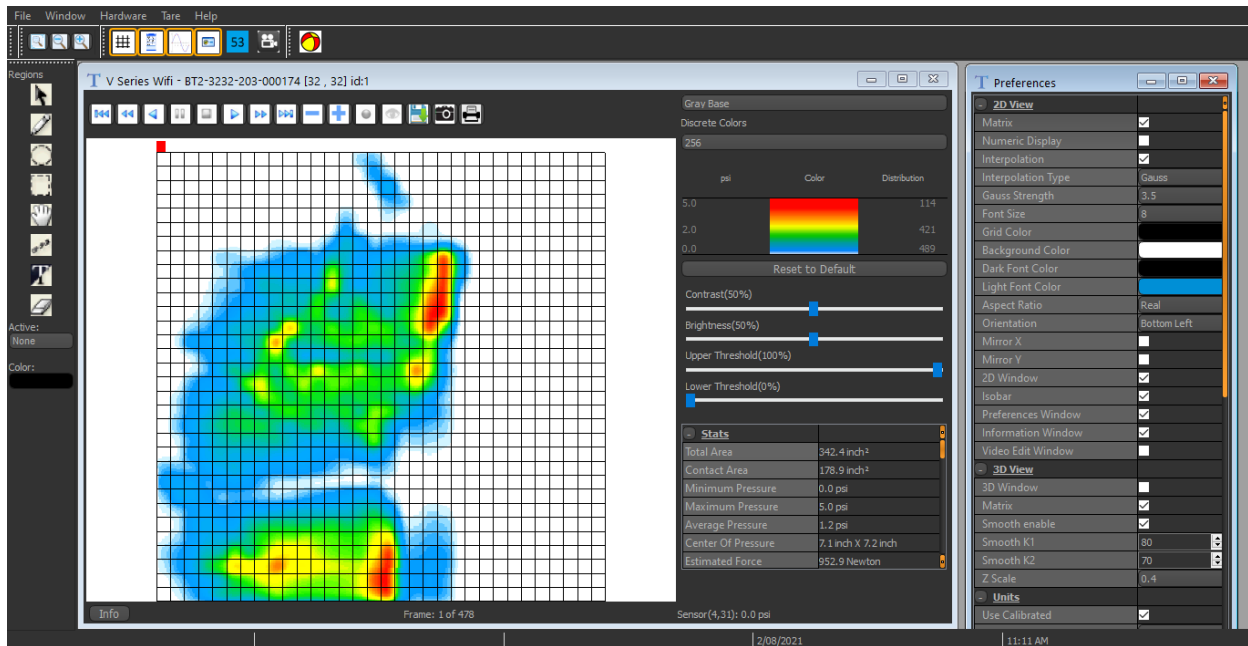 File Window Hardware Tare Help
53
Regions
T
Active:
None
Color:
V Series Wifi - BT2-3232-203-000174 [32 , 32] id:1
Gray Base
Discrete Colors
256
psi Color Distribution
5.0 114
2.0 421
0.0 489
Reset to Default
Contrast(50%)
Brightness(50%)
Upper Threshold(100%)
Lower Threshold(0%)
Stats
Total Area 342.4 inch²
Contact Area 178.9 inch²
Minimum Pressure 0.0 psi
Maximum Pressure 5.0 psi
Average Pressure 1.2 psi
Center Of Pressure 7.1 inch X 7.2 inch
Estimated Force 952.9 Newton
Info Frame: 1 of 478 Sensor(4,31): 0.0 psi
Preferences
2D View
Matrix
Numeric Display
Interpolation
Interpolation Type Gauss
Gauss Strength 3.5
Font Size 8
Grid Color
Background Color
Dark Font Color
Light Font Color
Aspect Ratio Real
Orientation Bottom Left
Mirror X
Mirror Y
2D Window
Isobar
Preferences Window
Information Window
Video Edit Window
3D View
3D Window
Matrix
Smooth enable
Smooth K1 80
Smooth K2 70
Z Scale 0.4
Units
Use Calibrated
2/08/2021 11:11 AM